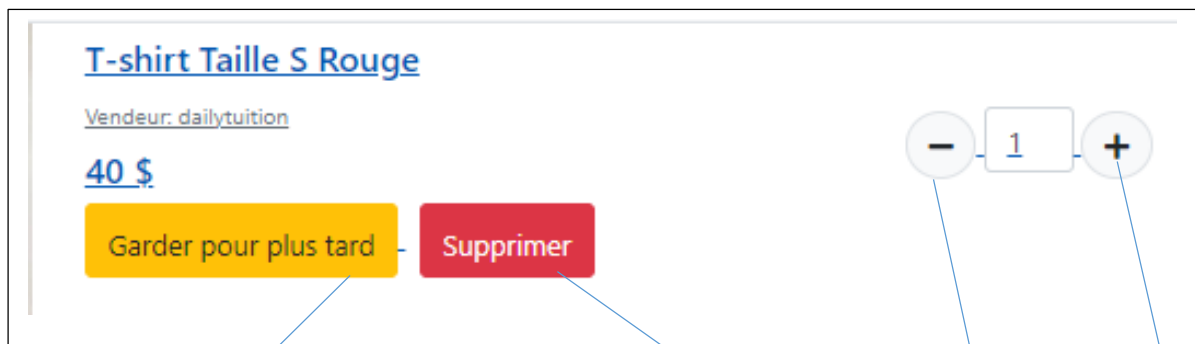 T-shirt Taille S Rouge
Vendeur: dailytuition
40 $
− 1 +
Garder pour plus tard Supprimer